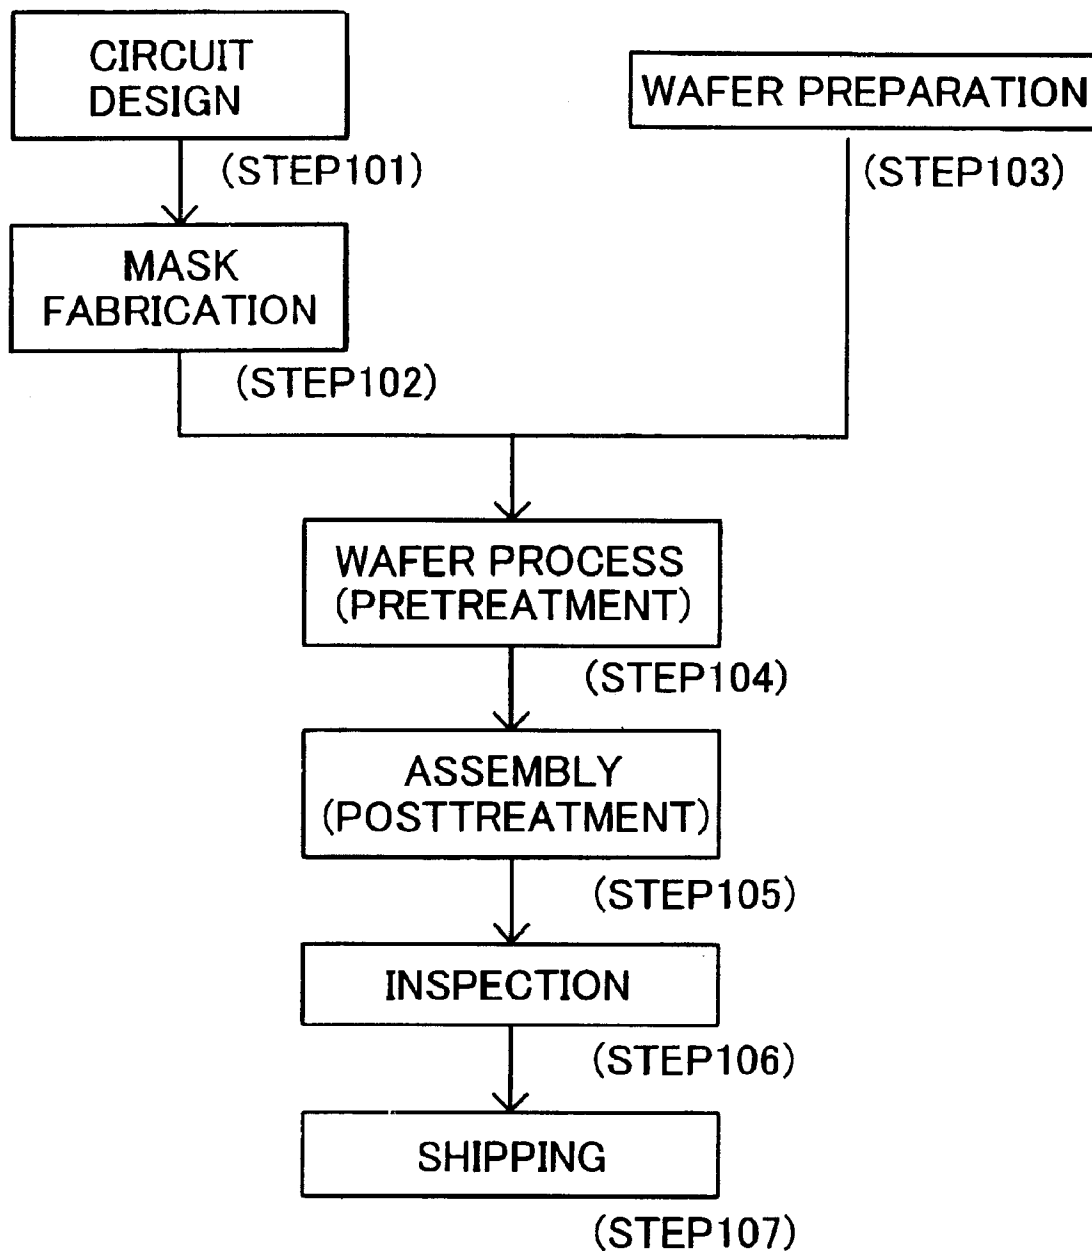 CIRCUIT
DESIGN
(STEP101)
MASK
FABRICATION
(STEP102)
WAFER PREPARATION
(STEP103)
WAFER PROCESS
(PRETREATMENT)
(STEP104)
ASSEMBLY
(POSTTREATMENT)
(STEP105)
INSPECTION
(STEP106)
SHIPPING
(STEP107)